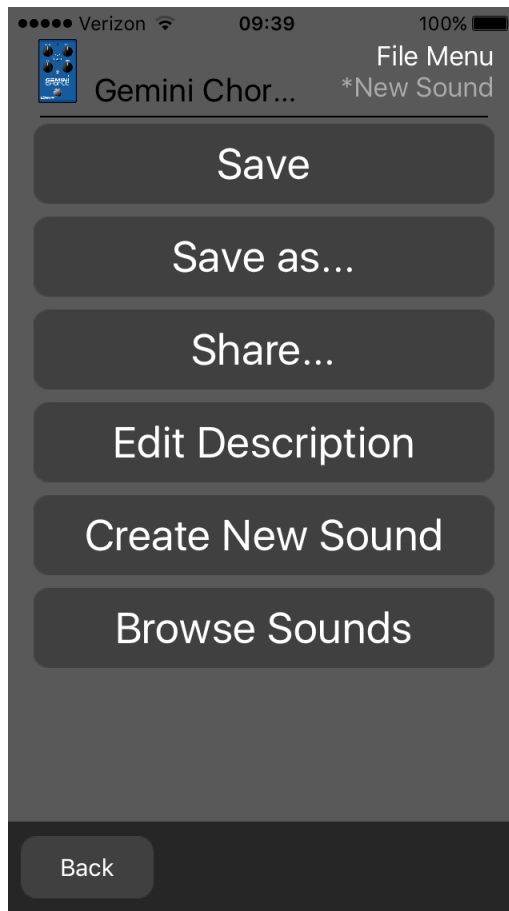 Verizon 09:39 100%
File Menu
GEMINI
Gemini Chor... *New Sound
Save
Save as...
Share...
Edit Description
Create New Sound
Browse Sounds
Back